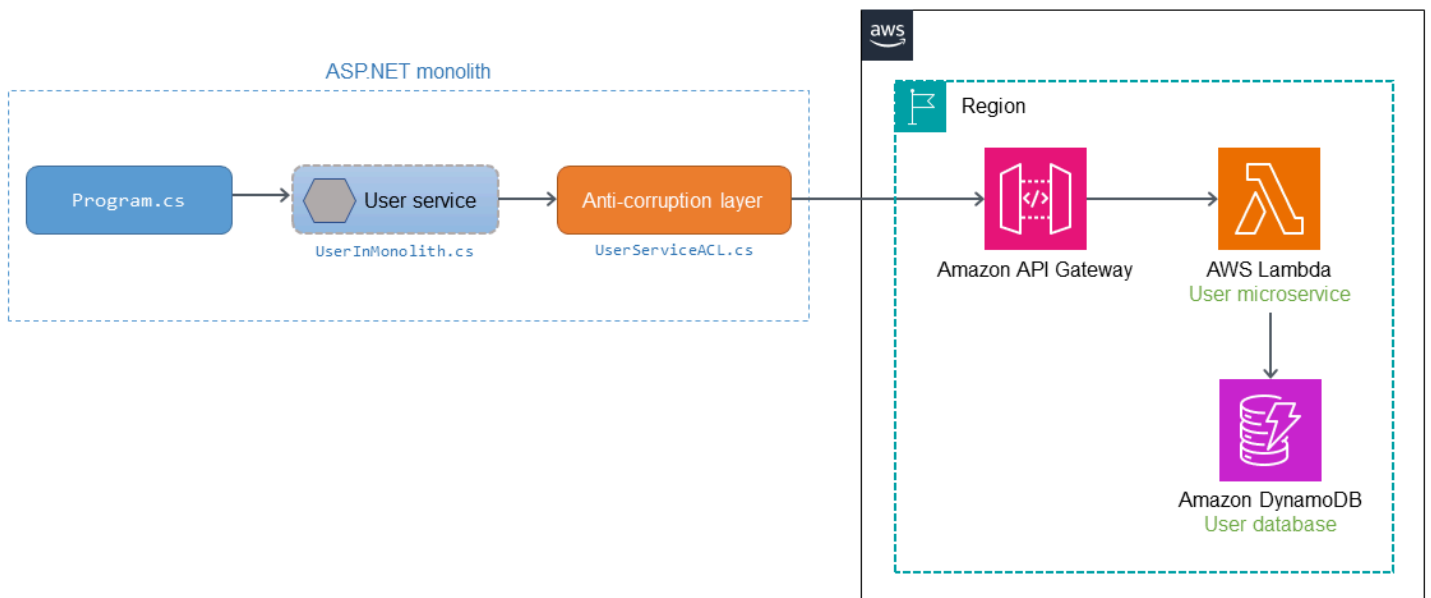 aws
ASP.NET monolith
Region
Program.cs
User service
Anti-corruption layer
UserInMonolith.cs
UserServiceACL.cs
</>
Amazon API Gateway
AWS Lambda
User microservice
Amazon DynamoDB
User database